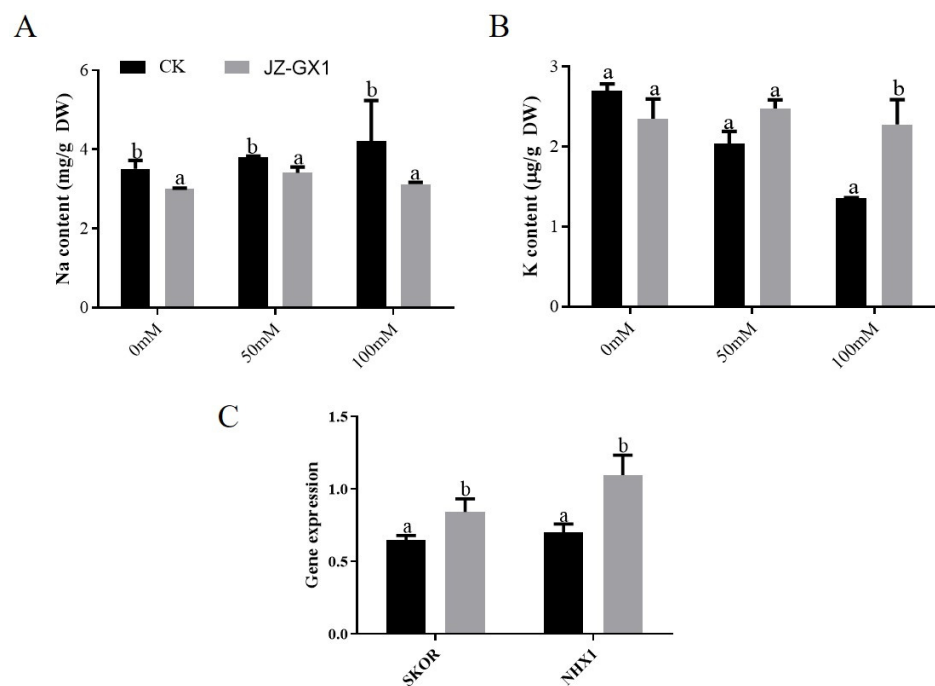 A
CK JZ-GX1
Na content (mg/g DW)
6
4
2
0
b
a
b
a
b
a
0mM
50mM
100mM
B
K content (μg/g DW)
3
2
1
0
a
a
a
a
a
b
0mM
50mM
100mM
C
Gene expression
1.5
1.0
0.5
0.0
a
b
a
b
SKOR
NHX1